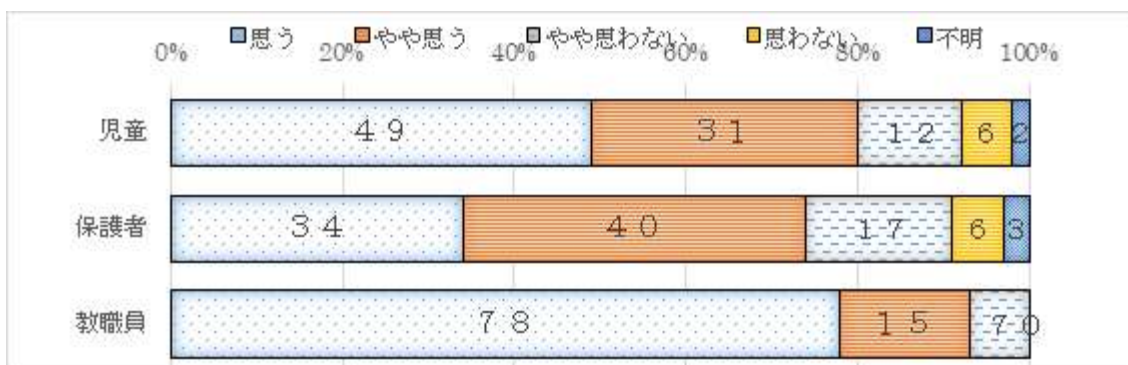 ■思う ■やや思う ■やや思わない ■思わない ■不明
0% 20% 40% 60% 80% 100%
児童 49 31 12 6 2
保護者 34 40 17 6 3
教職員 78 15 7 0